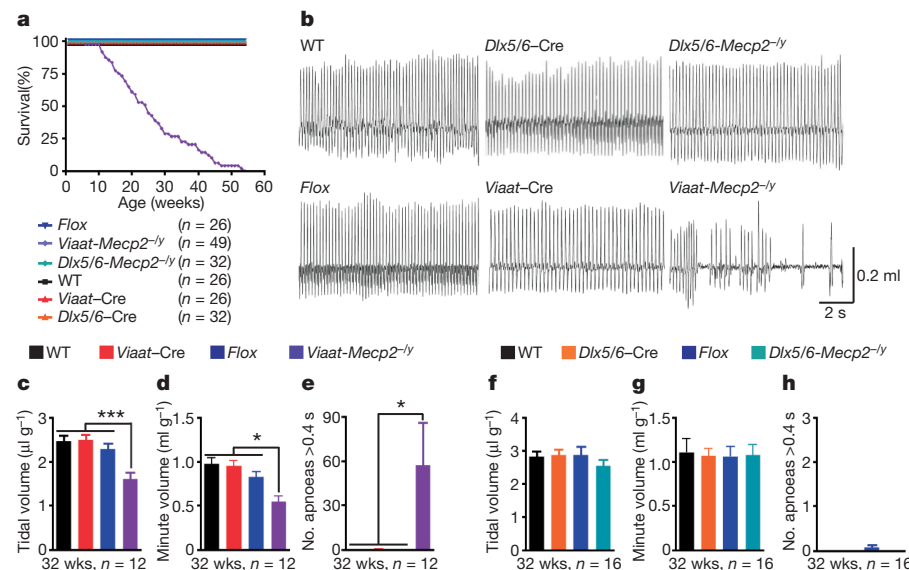 a
100
75
50
25
0
Survival(%)
0 10 20 30 40 50 60
Age (weeks)
Flox (n = 26)
Viaat-Mecp2–/y (n = 49)
Dlx5/6-Mecp2–/y (n = 32)
WT (n = 26)
Viaat–Cre (n = 26)
Dlx5/6–Cre (n = 32)
b
WT
Dlx5/6–Cre
Dlx5/6-Mecp2–/y
Flox
Viaat–Cre
Viaat-Mecp2–/y
0.2 ml
2 s
WT Viaat–Cre Flox Viaat-Mecp2–/y
WT Dlx5/6–Cre Flox Dlx5/6-Mecp2–/y
c
Tidal volume (µl g–1)
3
2
1
0
***
32 wks, n = 12
d
Minute volume (ml g–1)
1.5
1.0
0.5
0
*
32 wks, n = 12
e
No. apnoeas >0.4 s
90
60
30
0
*
32 wks, n = 12
f
Tidal volume (µl g–1)
4
3
2
1
0
32 wks, n = 16
g
Minute volume (ml g–1)
1.5
1.0
0.5
0
32 wks, n = 16
h
No. apnoeas >0.4 s
3
2
1
0
32 wks, n = 16